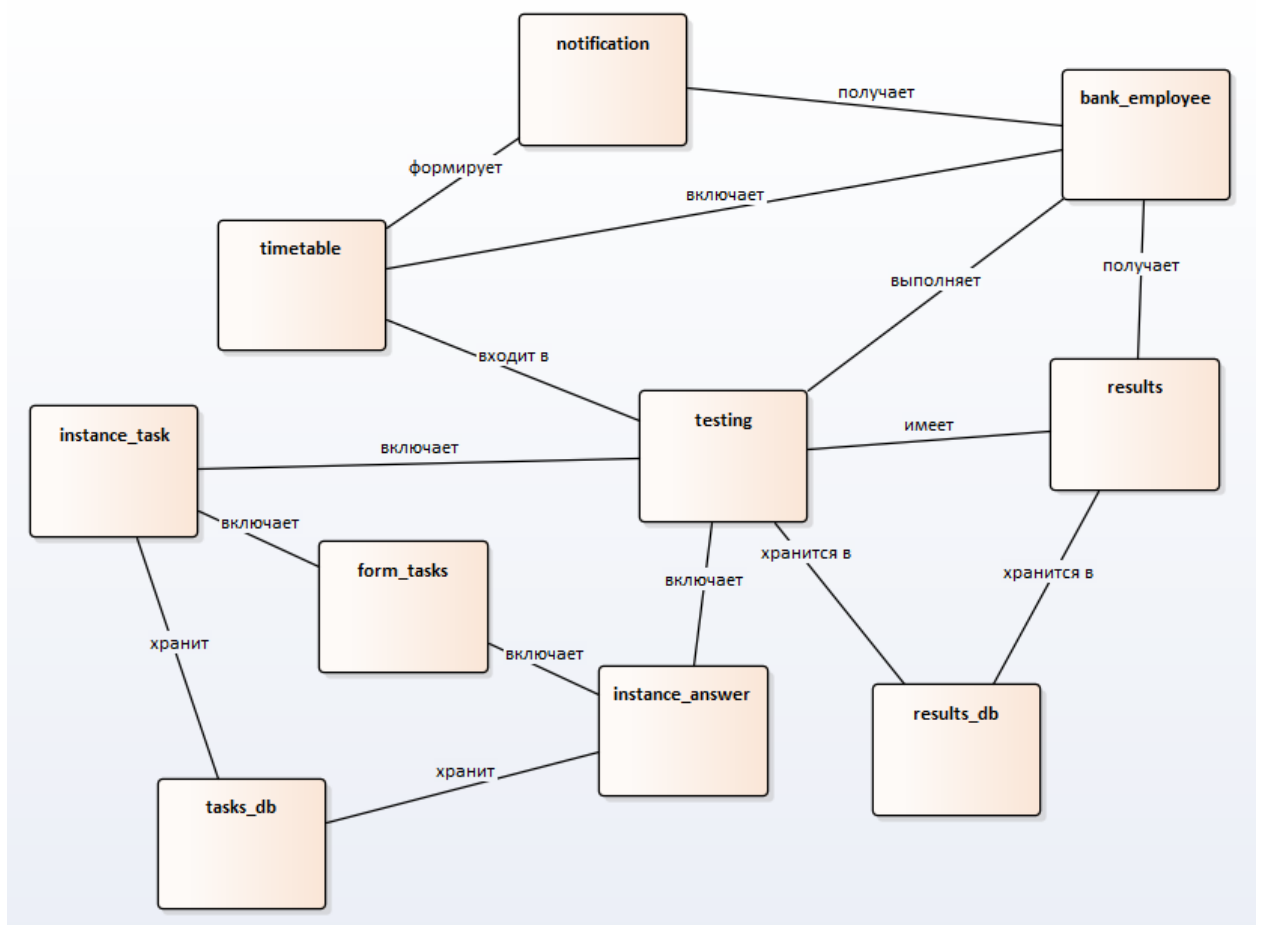 notification
bank_employee
получает
формирует
включает
timetable
выполняет
получает
входит в
results
testing
имеет
instance_task
включает
включает
хранится в
form_tasks
включает
хранится в
хранит
включает
instance_answer
results_db
хранит
tasks_db